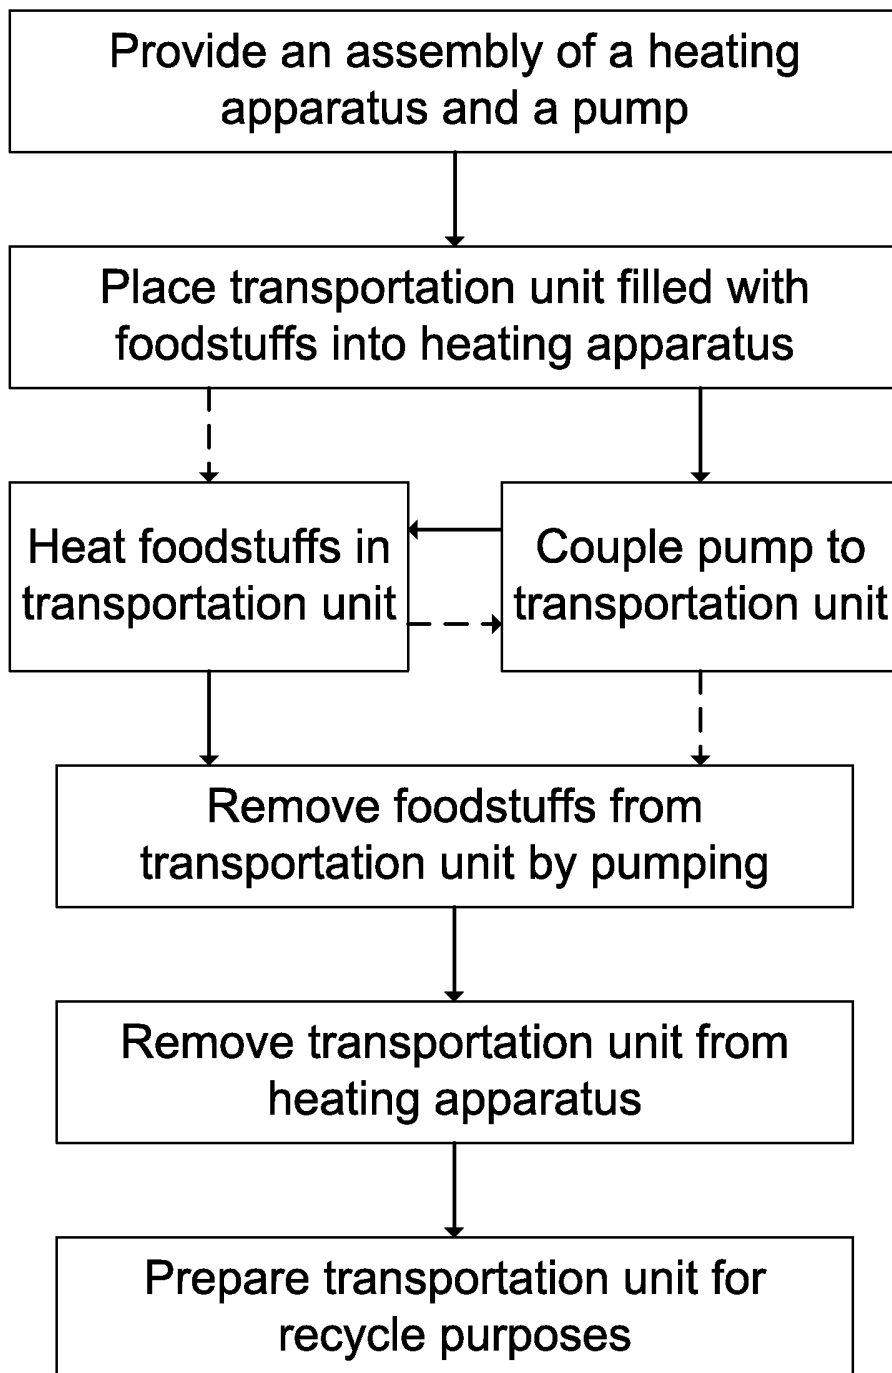 Provide an assembly of a heating
apparatus and a pump
Place transportation unit filled with
foodstuffs into heating apparatus
Heat foodstuffs in
transportation unit
Couple pump to
transportation unit
Remove foodstuffs from
transportation unit by pumping
Remove transportation unit from
heating apparatus
Prepare transportation unit for
recycle purposes